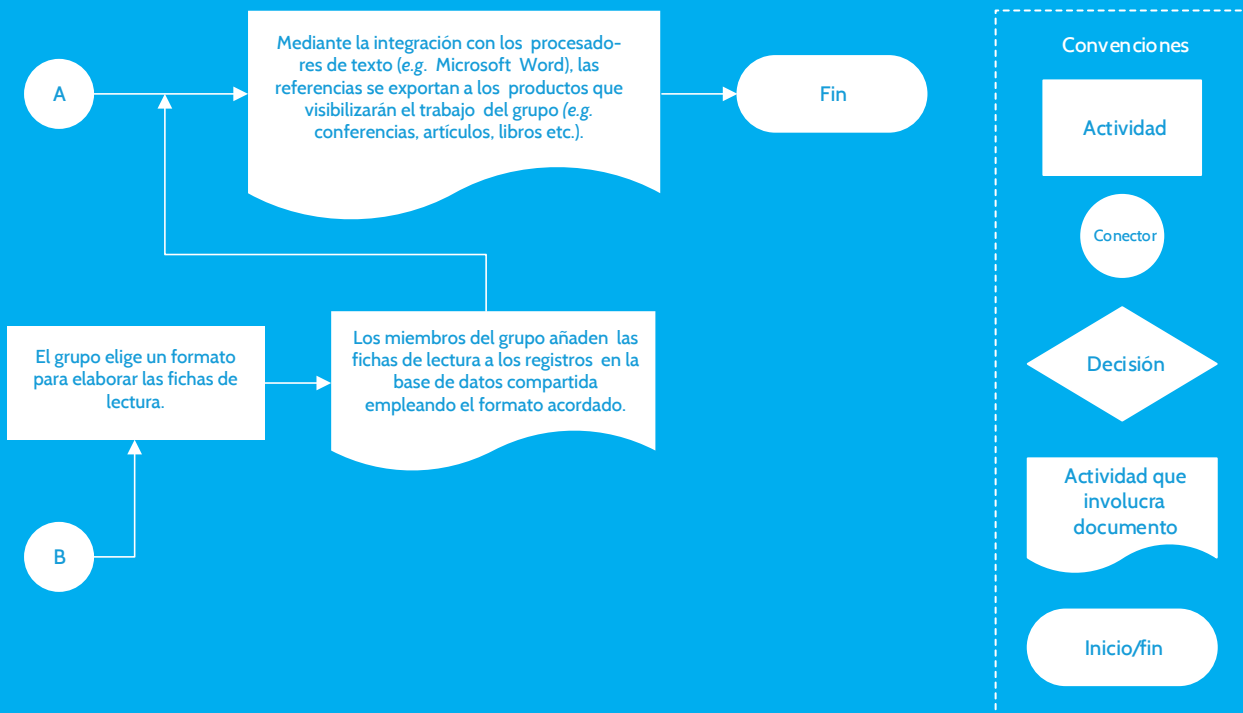 A
Mediante la integración con los procesado-
res de texto (e.g. Microsoft Word), las
referencias se exportan a los productos que
visibilizarán el trabajo del grupo (e.g.
conferencias, artículos, libros etc.).
Fin
El grupo elige un formato
para elaborar las fichas de
lectura.
Los miembros del grupo añaden las
fichas de lectura a los registros en la
base de datos compartida
empleando el formato acordado.
B
Convenciones
Actividad
Conector
Decisión
Actividad que
involucra
documento
Inicio/fin